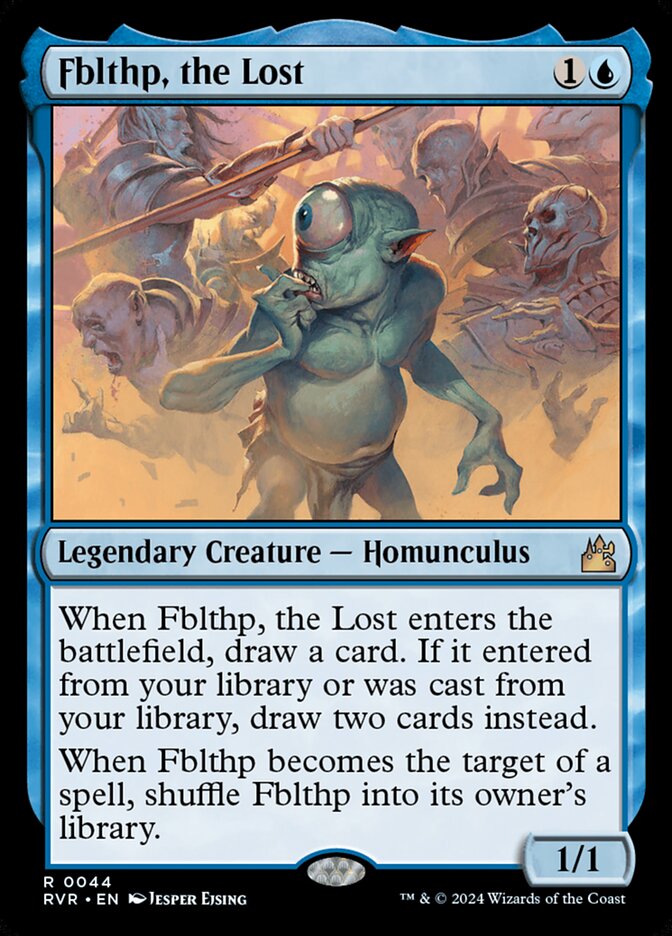 Fblthp, the Lost 1
Legendary Creature — Homunculus
When Fblthp, the Lost enters the
battlefield, draw a card. If it entered
from your library or was cast from
your library, draw two cards instead.
When Fblthp becomes the target of a
spell, shuffle Fblthp into its owner's
library.
1/1
R 0044
RVR • EN Jesper Ejsing
™ & © 2024 Wizards of the Coast